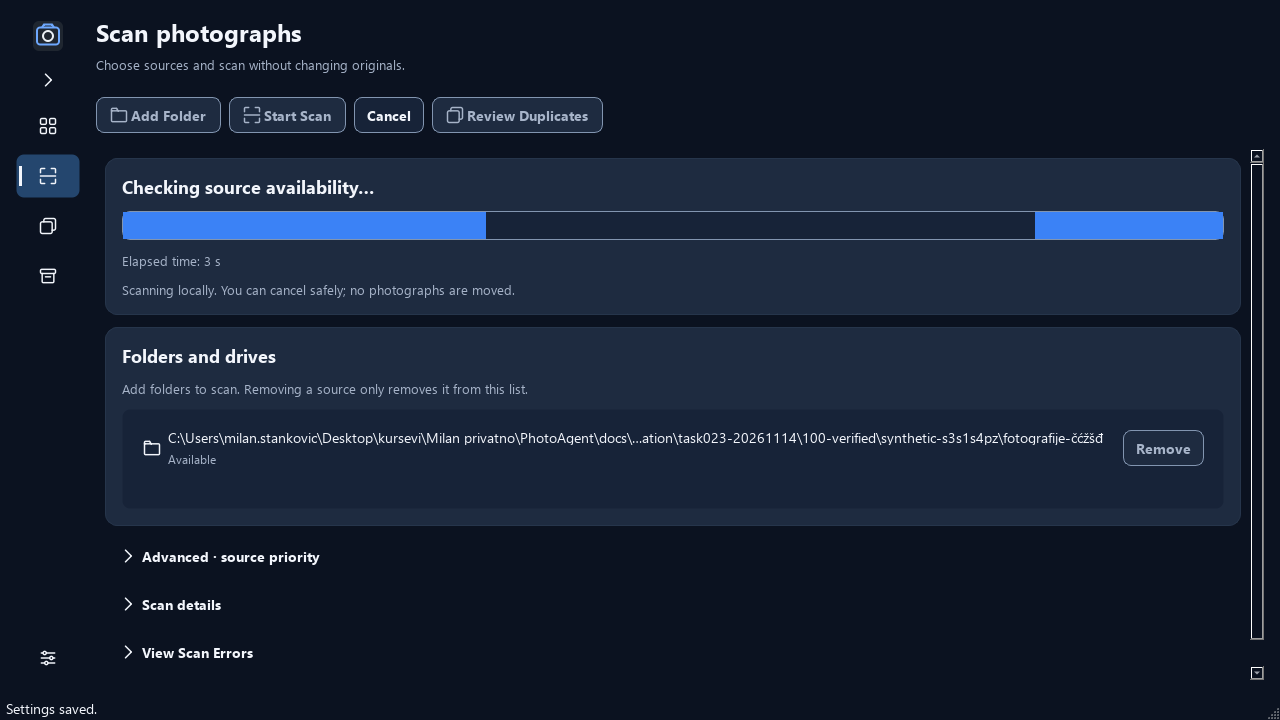 Scan photographs
Choose sources and scan without changing originals.
Add Folder
Start Scan
Cancel
Review Duplicates
Checking source availability...
Elapsed time: 3 s
Scanning locally. You can cancel safely; no photographs are moved.
Folders and drives
Add folders to scan. Removing a source only removes it from this list.
C:\Users\milan.stankovic\Desktop\kursevi\Milan privatno\PhotoAgent\docs\...ation\task023-20261114\100-verified\synthetic-s3s1s4pz\fotografije-čćžšđ
Available
Remove
Advanced · source priority
Scan details
View Scan Errors
Settings saved.